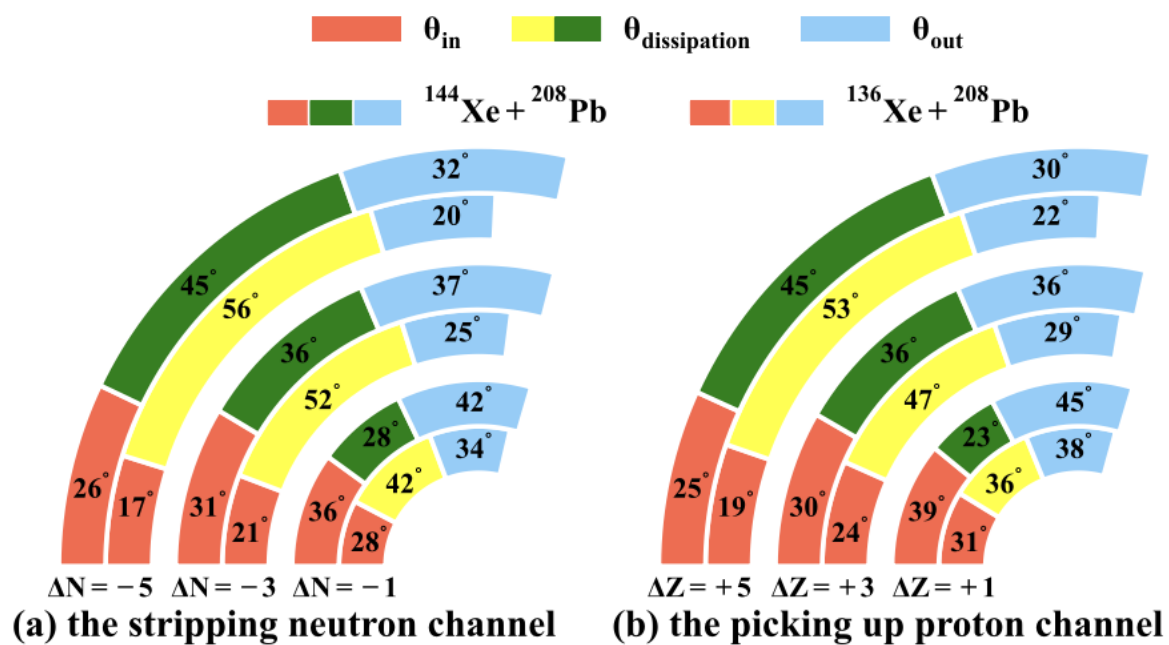 θin θdissipation θout
¹⁴⁴Xe + ²⁰⁸Pb ¹³⁶Xe + ²⁰⁸Pb
32° 30°
20° 22°
45° 37° 45° 36°
56° 25° 53° 29°
36° 42° 36° 45°
52° 34° 47° 38°
28° 23°
42° 36°
26° 17° 31° 21° 36° 28° 25° 19° 30° 24° 39° 31°
ΔN = −5 ΔN = −3 ΔN = −1 ΔZ = +5 ΔZ = +3 ΔZ = +1
(a) the stripping neutron channel (b) the picking up proton channel